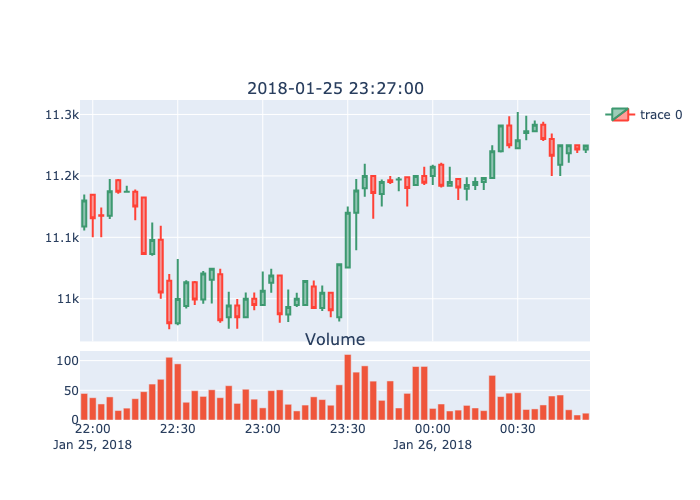 2018-01-25 23:27:00
11.3k
trace 0
11.2k
11.1k
11k
Volume
100
50
0
22:00 22:30 23:00 23:30 00:00 00:30
Jan 25, 2018 Jan 26, 2018